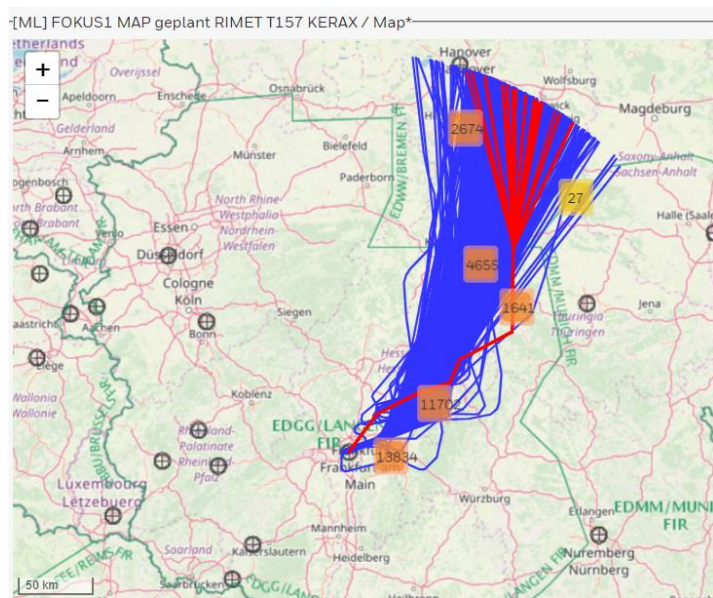 [ML] FOKUS1 MAP geplant RIMET T157 KERAX / Map*
+
−
Hanover
Overijssel
Osnabrück
Wolfsburg
Apeldoorn
Enschede
Magdeburg
Gelderland
Arnhem
Münster
Bielefeld
Paderborn
EDWW/BREMEN FIR
2674
Saxony-Anhalt
Sachsen-Anhalt
27
Halle (Saale
North Rhine-
Westphalia
Nordrhein-
Westfalen
Essen
Düsseldorf
Cologne
Köln
Bonn
Aachen
Siegen
4655
1641
EDMM/MUNICH FIR
Jena
Thuringia
Thüringen
Liège
Wallonia
Wallonie
Koblenz
11702
EDGG/LANGEN
FIR
13834
Frankfurt
Main
Rhineland-
Palatinate
Rheinland-
Pfalz
Luxembourg
Lëtzebuerg
Würzburg
Erlangen
EDMM/MUNI
FIR
Mannheim
Nuremberg
Nürnberg
Kaiserslautern
Heidelberg
Saarland
Saarbrücken
Heilbronn
50 km